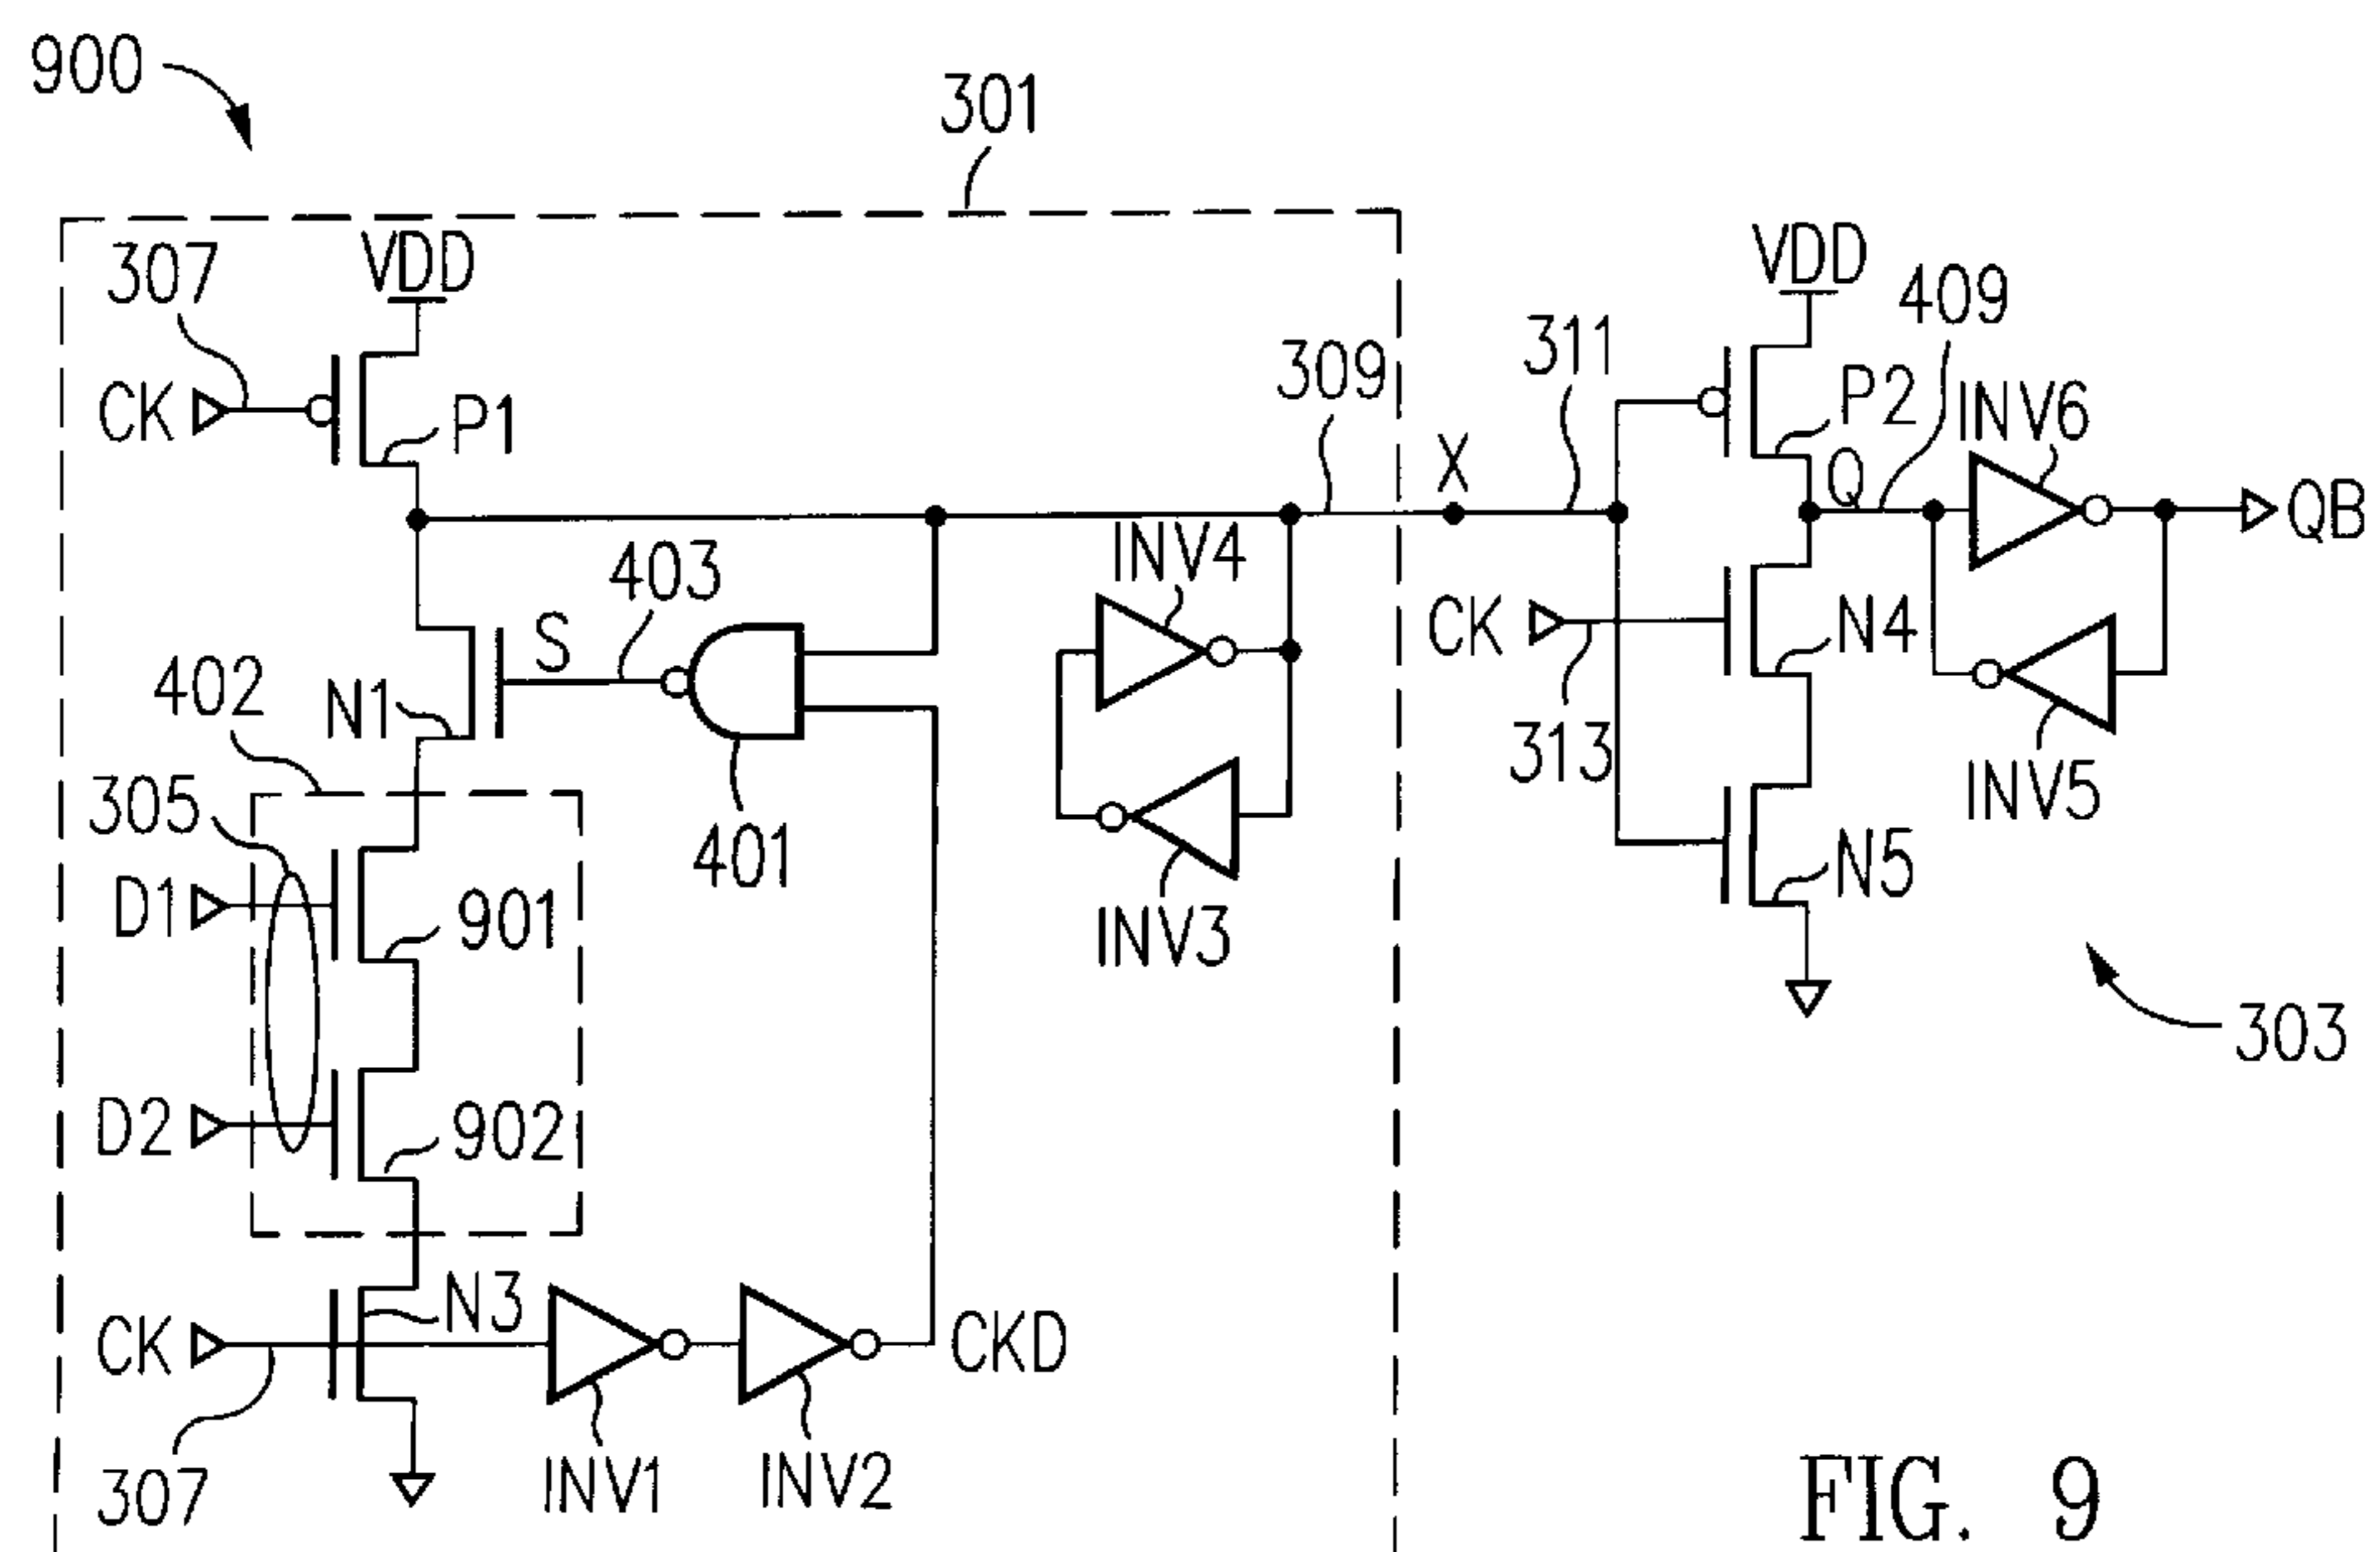 900
301
307
VDD
VDD
409
CK
P1
309
311
P2
INV6
X
Q
QB
403
INV4
S
CK
N4
402
N1
313
305
401
INV5
D1
901
INV3
N5
303
D2
902
N3
CK
CKD
307
INV1
INV2
FIG. 9